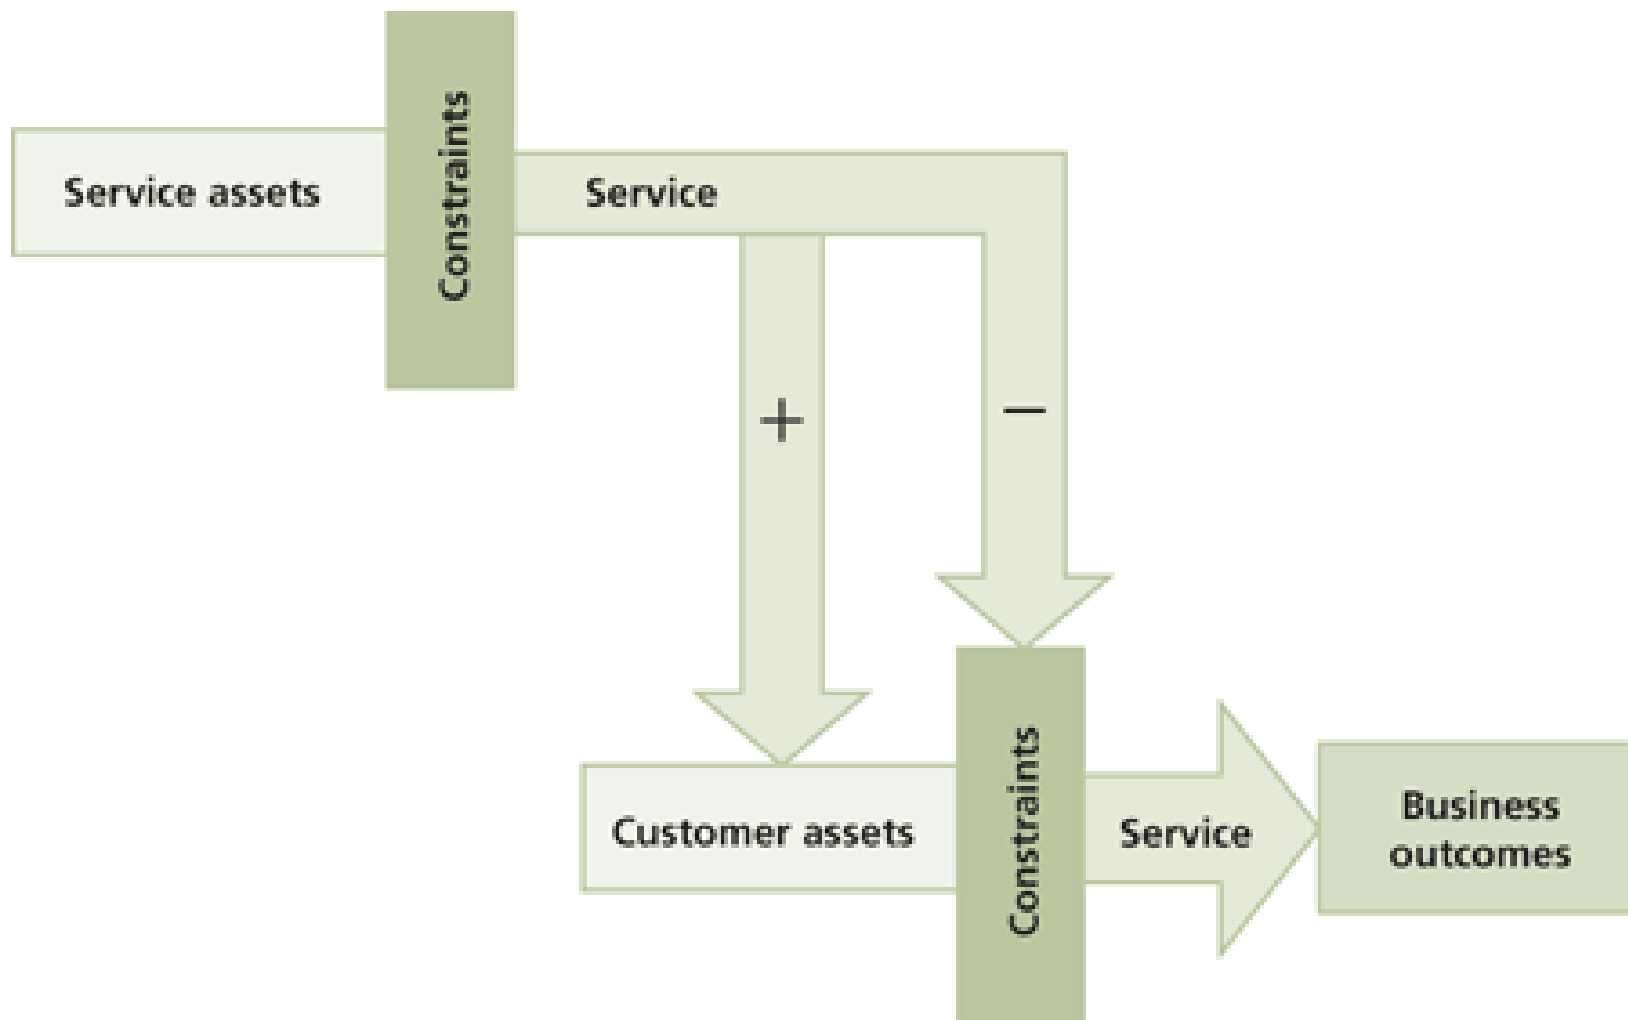 Service assets
Constraints
Service
+
–
Customer assets
Constraints
Service
Business
outcomes